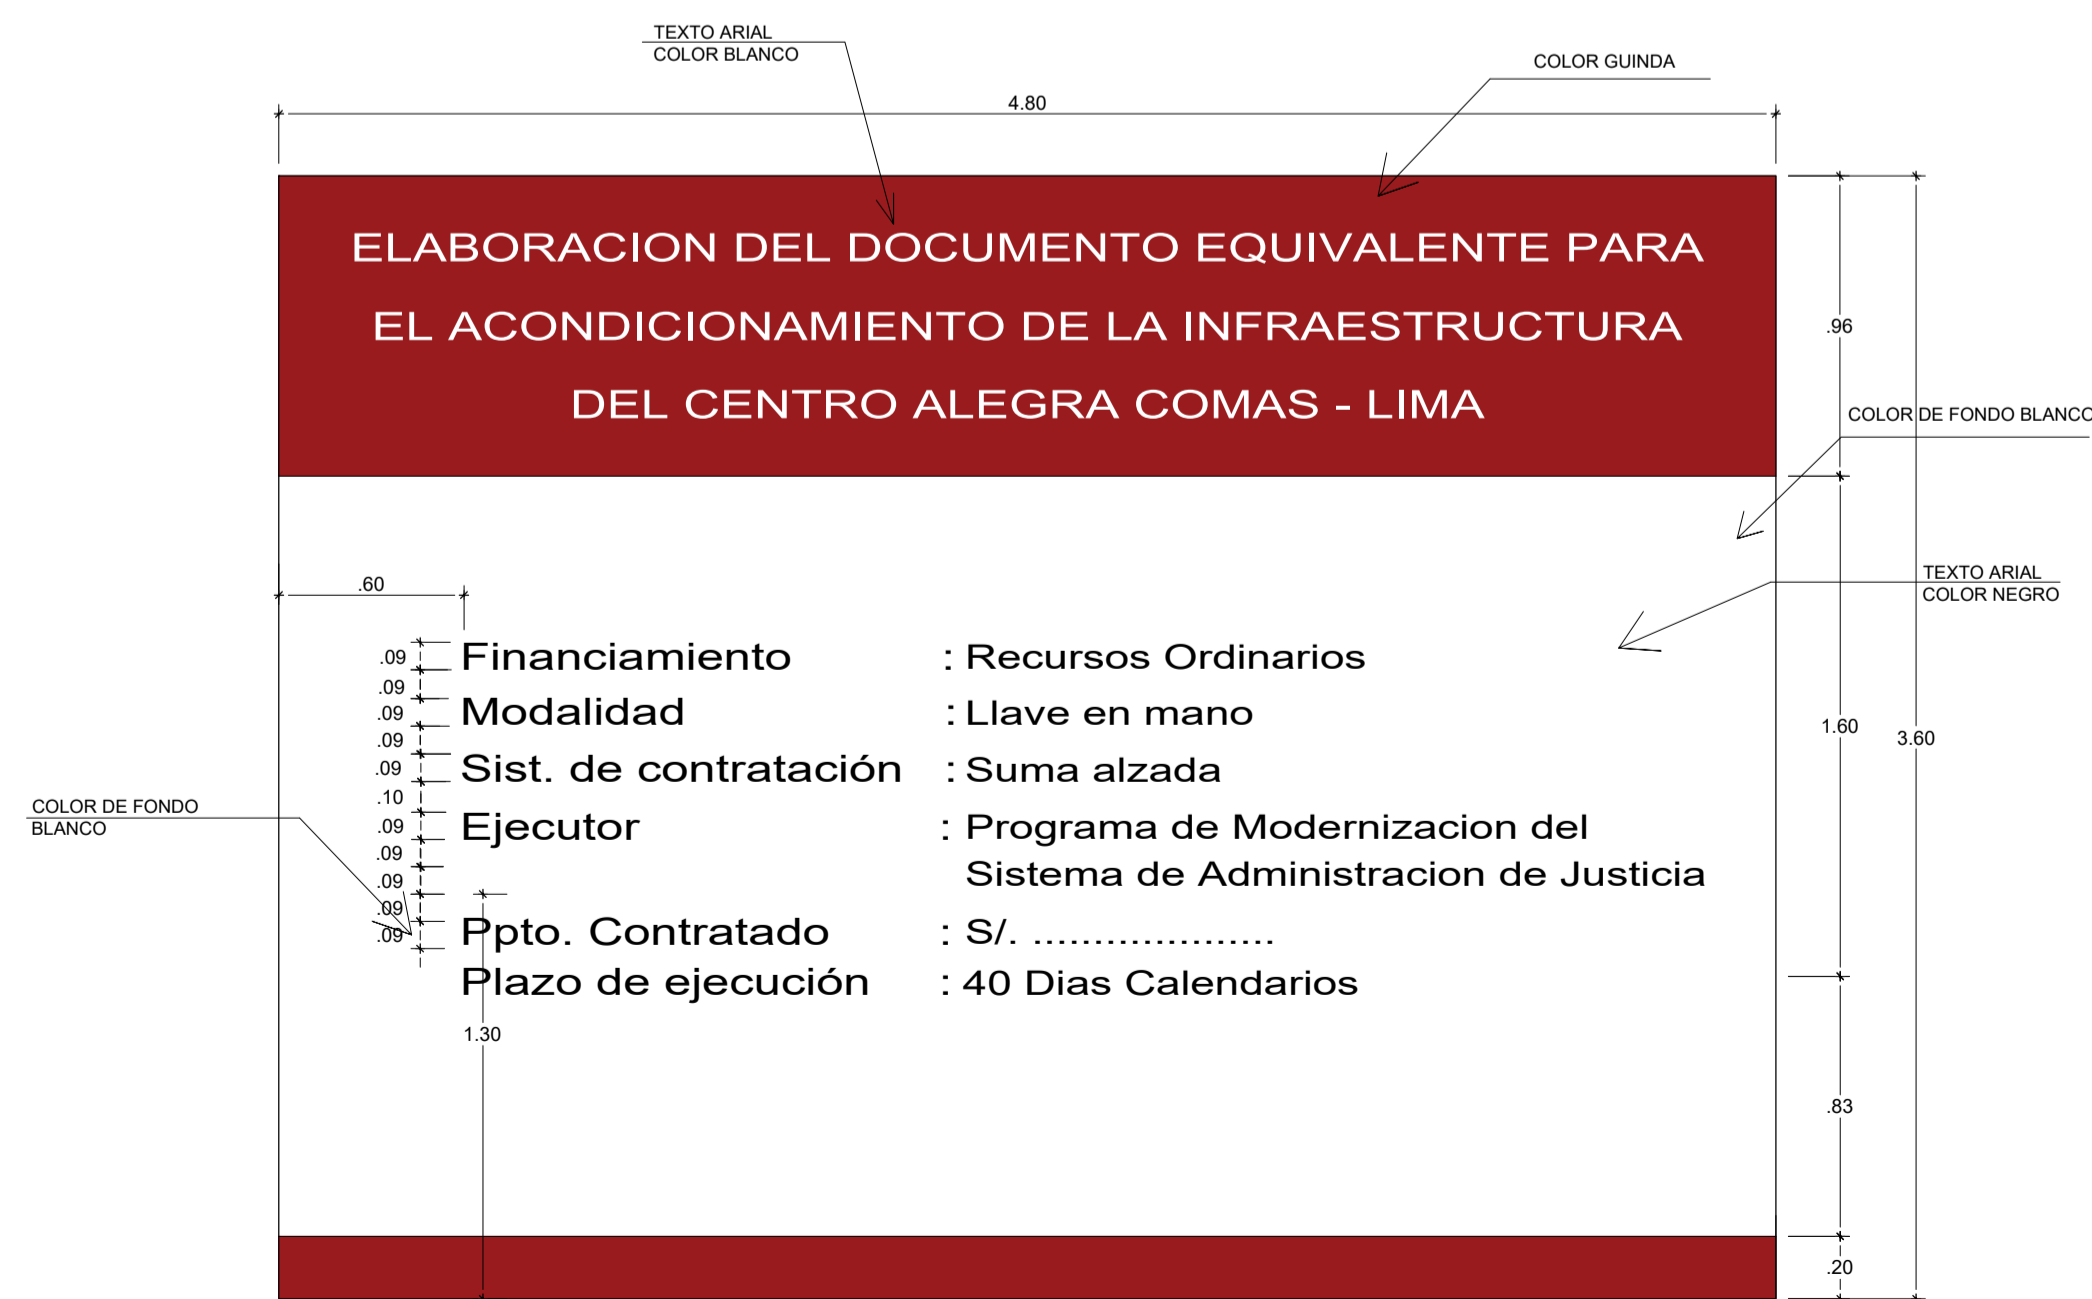 TEXTO ARIAL
COLOR BLANCO
COLOR GUINDA
4.80
ELABORACION DEL DOCUMENTO EQUIVALENTE PARA
EL ACONDICIONAMIENTO DE LA INFRAESTRUCTURA
DEL CENTRO ALEGRA COMAS - LIMA
.96
COLOR DE FONDO BLANCO
TEXTO ARIAL
COLOR NEGRO
.60
.09
.09
.09
.09
.09
.10
.09
.09
.09
.09
.09
Financiamiento : Recursos Ordinarios
Modalidad : Llave en mano
Sist. de contratación : Suma alzada
Ejecutor : Programa de Modernizacion del
Sistema de Administracion de Justicia
Ppto. Contratado : S/. ....................
Plazo de ejecución : 40 Dias Calendarios
1.60
3.60
COLOR DE FONDO
BLANCO
1.30
.83
.20